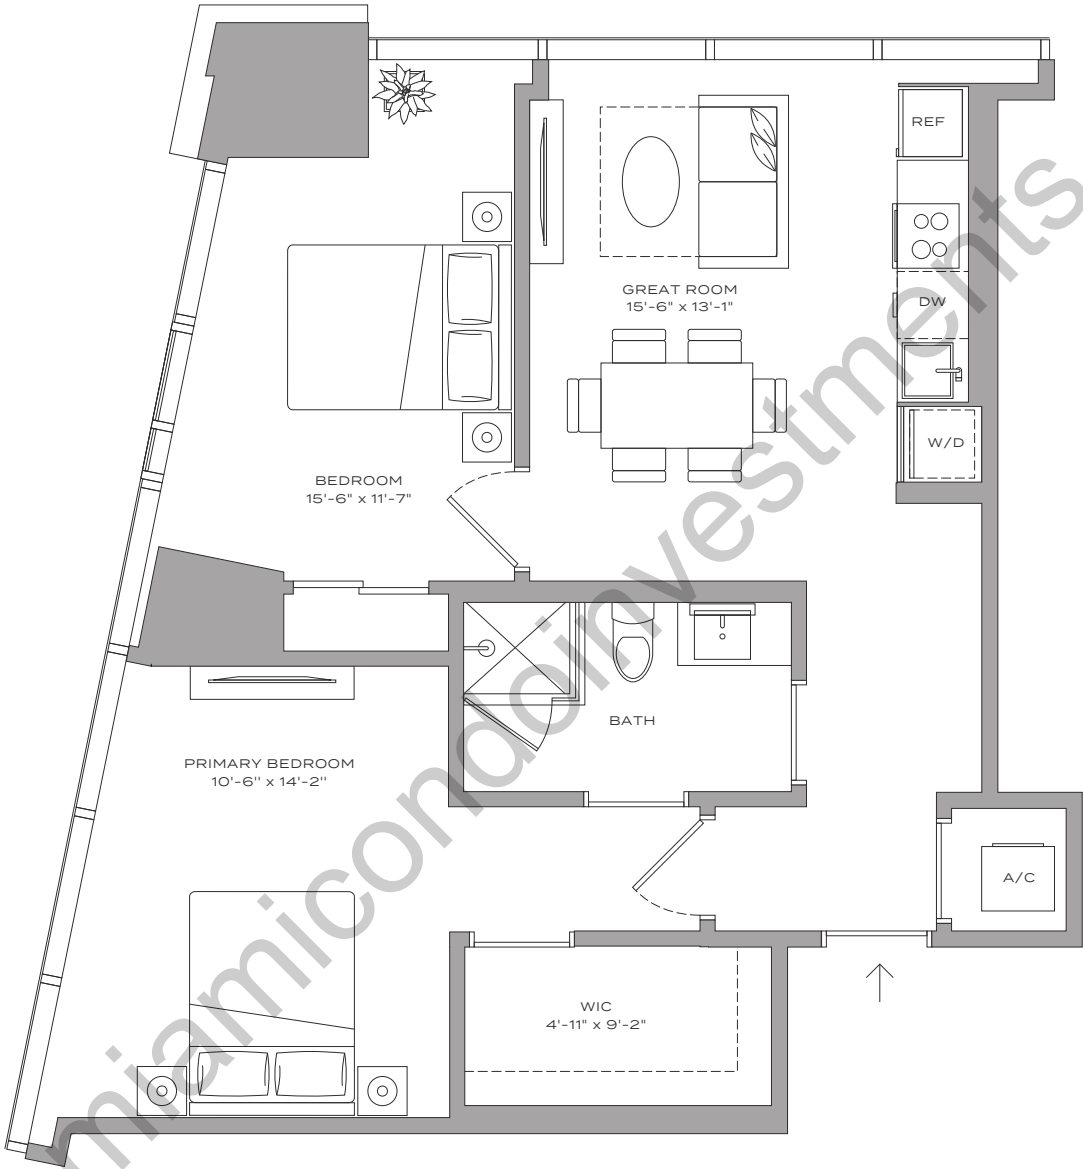 REF
GREAT ROOM
15'-6" x 13'-1"
DW
W/D
BEDROOM
15'-6" x 11'-7"
BATH
PRIMARY BEDROOM
10'-6" x 14'-2"
A/C
WIC
4'-11" x 9'-2"
miamicondoinvestments